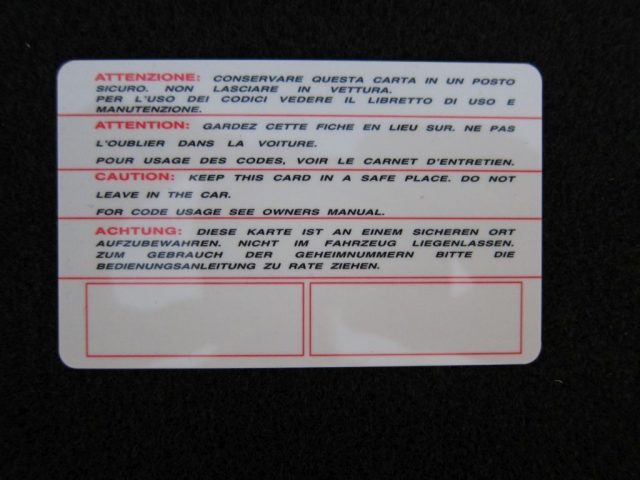 ATTENZIONE: CONSERVARE QUESTA CARTA IN UN POSTO
SICURO. NON LASCIARE IN VETTURA.
PER L'USO DEI CODICI VEDERE IL LIBRETTO DI USO E
MANUTENZIONE.
ATTENTION: GARDEZ CETTE FICHE EN LIEU SUR. NE PAS
L'OUBLIER DANS LA VOITURE.
POUR USAGE DES CODES, VOIR LE CARNET D'ENTRETIEN.
CAUTION: KEEP THIS CARD IN A SAFE PLACE. DO NOT
LEAVE IN THE CAR.
FOR CODE USAGE SEE OWNERS MANUAL.
ACHTUNG: DIESE KARTE IST AN EINEM SICHEREN ORT
AUFZUBEWAHREN. NICHT IM FAHRZEUG LIEGENLASSEN.
ZUM GEBRAUCH DER GEHEIMNUMMERN BITTE DIE
BEDIENUNGSANLEITUNG ZU RATE ZIEHEN.